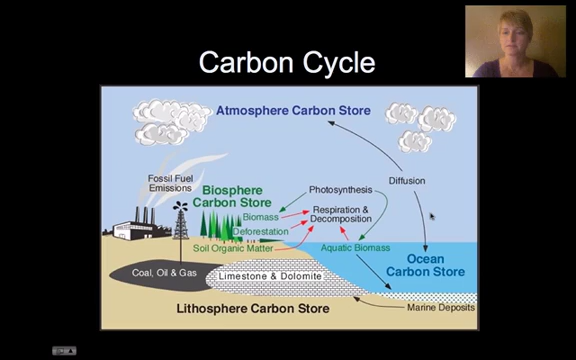 Carbon Cycle
Atmosphere Carbon Store
Fossil Fuel
Emissions
Biosphere
Carbon Store
Photosynthesis
Diffusion
Biomass
Respiration &
Decomposition
Deforestation
Soil Organic Matter
Aquatic Biomass
Ocean
Carbon Store
Coal, Oil & Gas
Limestone & Dolomite
Lithosphere Carbon Store
Marine Deposits